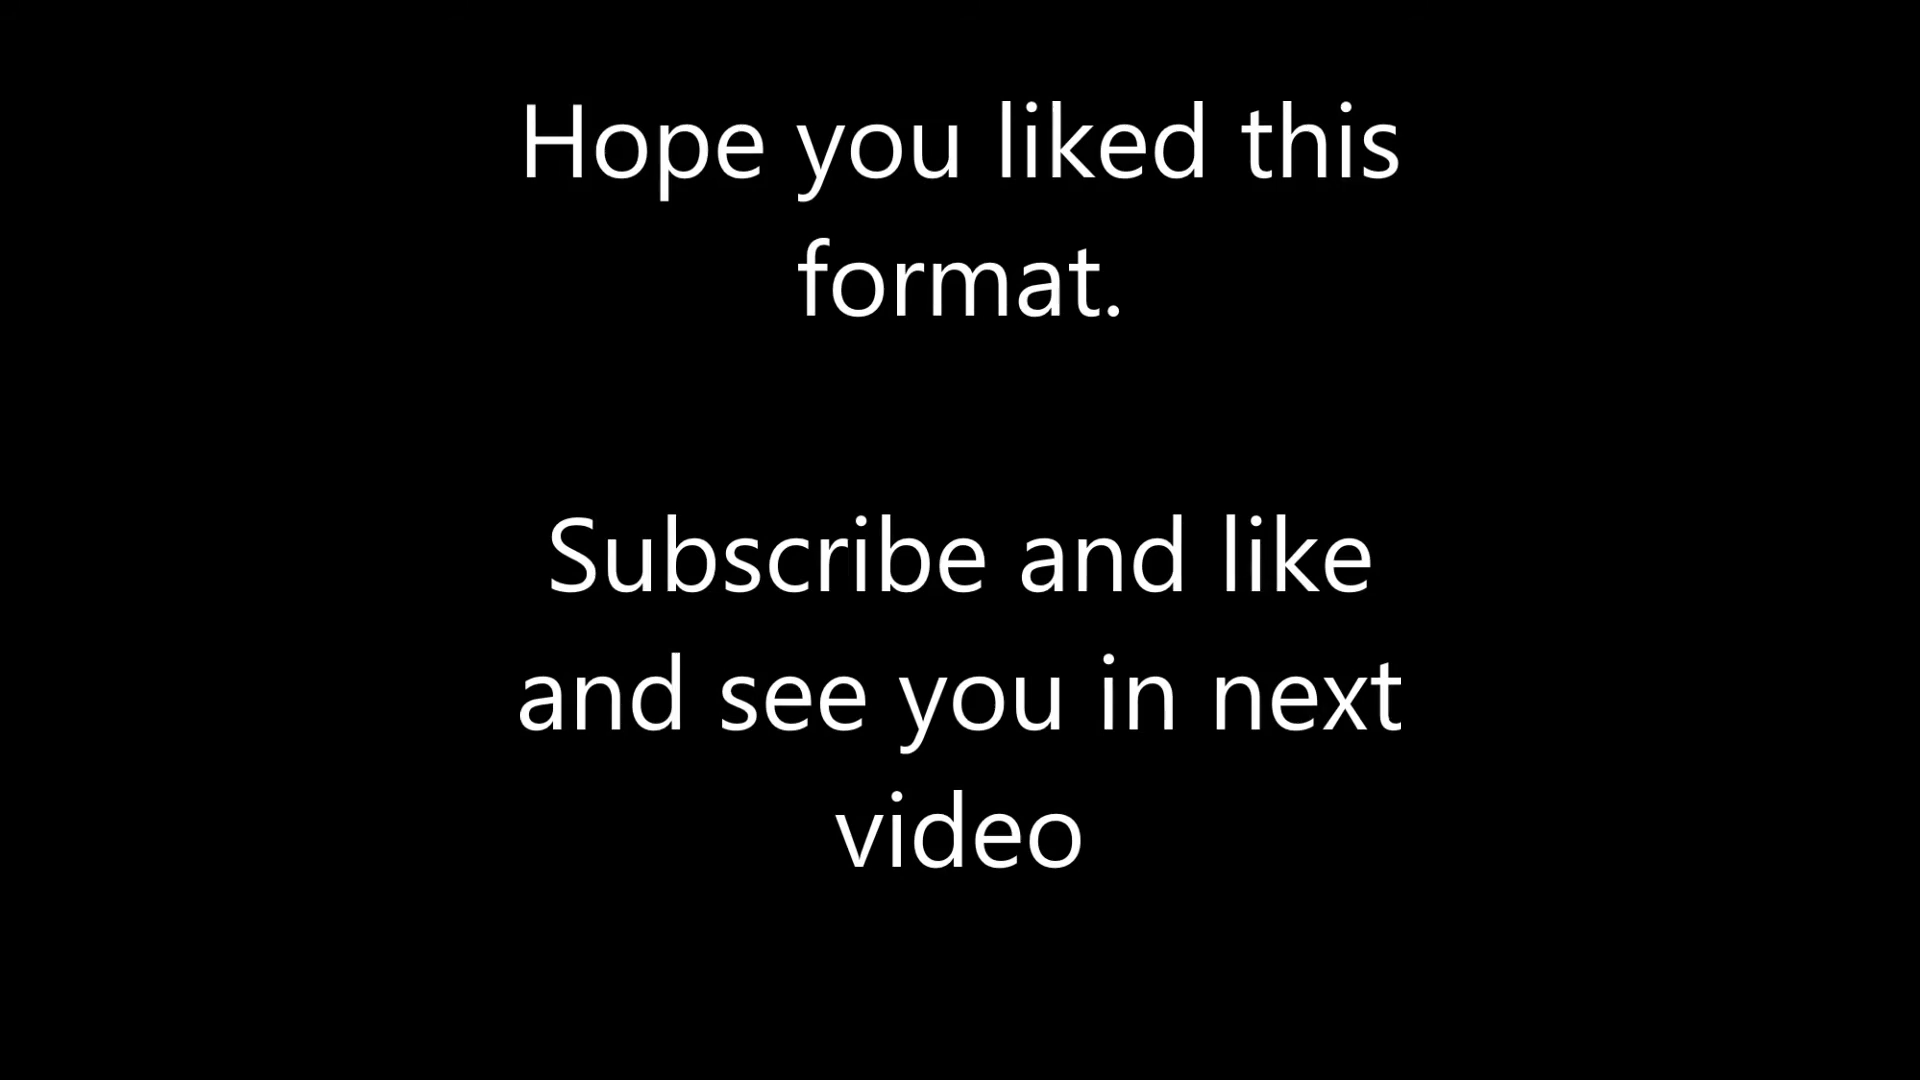 Hope you liked this
format.
Subscribe and like
and see you in next
video